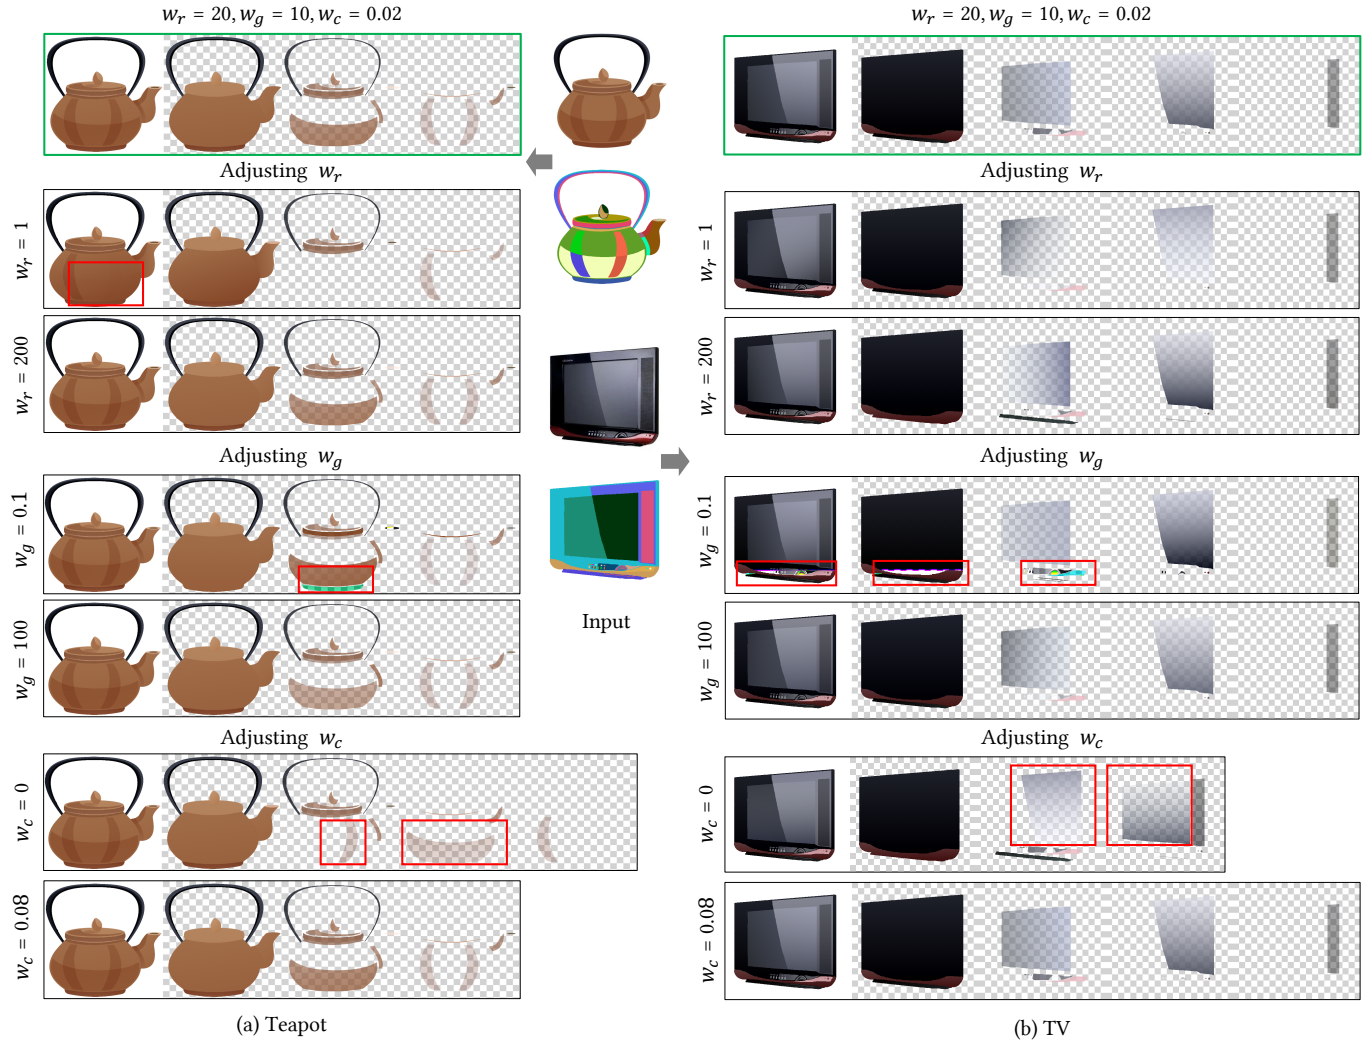 w_r = 20, w_g = 10, w_c = 0.02
Adjusting w_r
w_r = 1
w_r = 200
Adjusting w_g
w_g = 0.1
w_g = 100
Adjusting w_c
w_c = 0
w_c = 0.08
(a) Teapot
Input
w_r = 20, w_g = 10, w_c = 0.02
Adjusting w_r
w_r = 1
w_r = 200
Adjusting w_g
w_g = 0.1
w_g = 100
Adjusting w_c
w_c = 0
w_c = 0.08
(b) TV